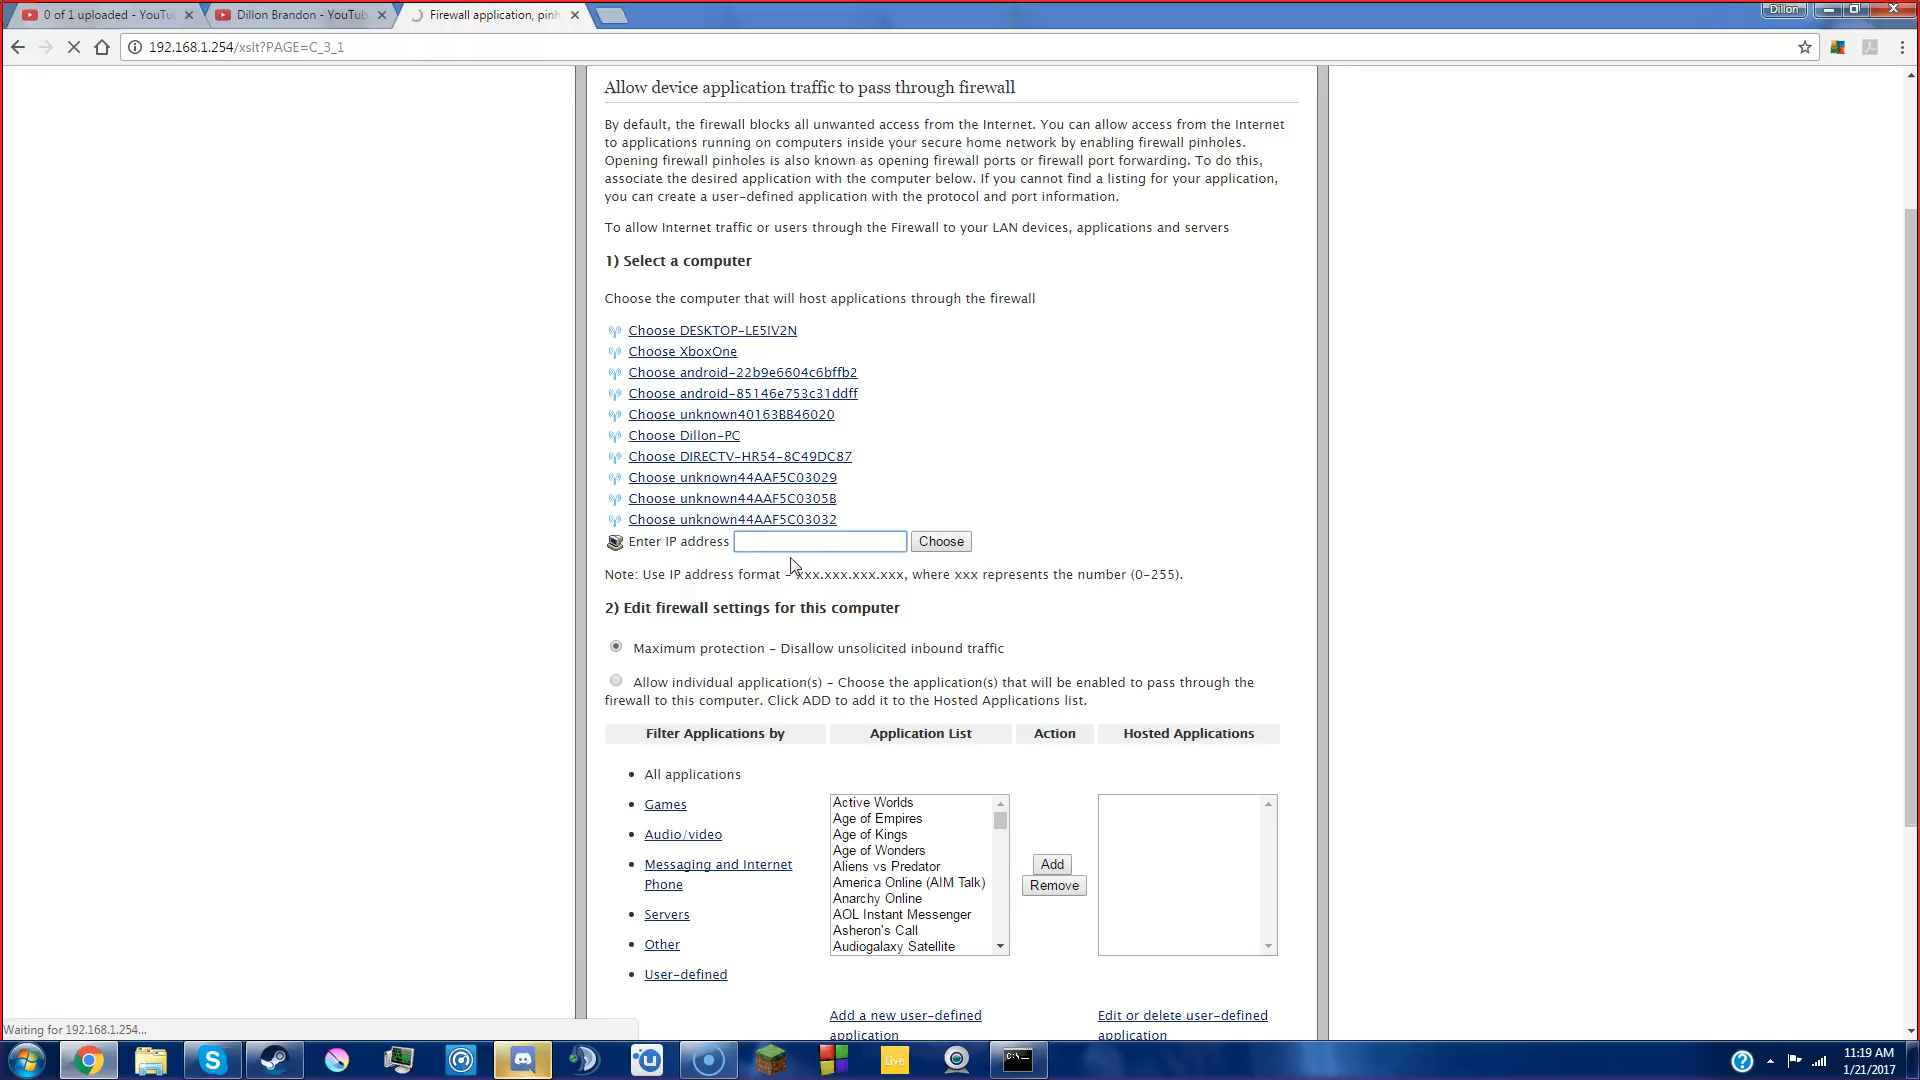 0 of 1 uploaded - YouTu
Dillon Brandon - YouTub
Firewall application, pinh
Dillon
192.168.1.254/xslt?PAGE=C_3_1
Allow device application traffic to pass through firewall
By default, the firewall blocks all unwanted access from the Internet. You can allow access from the Internet
to applications running on computers inside your secure home network by enabling firewall pinholes.
Opening firewall pinholes is also known as opening firewall ports or firewall port forwarding. To do this,
associate the desired application with the computer below. If you cannot find a listing for your application,
you can create a user-defined application with the protocol and port information.
To allow Internet traffic or users through the Firewall to your LAN devices, applications and servers
1) Select a computer
Choose the computer that will host applications through the firewall
Choose DESKTOP-LE5IV2N
Choose XboxOne
Choose android-22b9e6604c6bffb2
Choose android-85146e753c31ddff
Choose unknown40163BB46020
Choose Dillon-PC
Choose DIRECTV-HR54-8C49DC87
Choose unknown44AAF5C03029
Choose unknown44AAF5C0305B
Choose unknown44AAF5C03032
Enter IP address Choose
Note: Use IP address format - xxx.xxx.xxx.xxx, where xxx represents the number (0-255).
2) Edit firewall settings for this computer
Maximum protection - Disallow unsolicited inbound traffic
Allow individual application(s) - Choose the application(s) that will be enabled to pass through the
firewall to this computer. Click ADD to add it to the Hosted Applications list.
Filter Applications by Application List Action Hosted Applications
All applications
Games
Audio/video
Messaging and Internet
Phone
Servers
Other
User-defined
Active Worlds
Age of Empires
Age of Kings
Age of Wonders
Aliens vs Predator
America Online (AIM Talk)
Anarchy Online
AOL Instant Messenger
Asheron's Call
Audiogalaxy Satellite
Add
Remove
Add a new user-defined
application
Edit or delete user-defined
application
Waiting for 192.168.1.254...
Live
C:\_
11:19 AM
1/21/2017